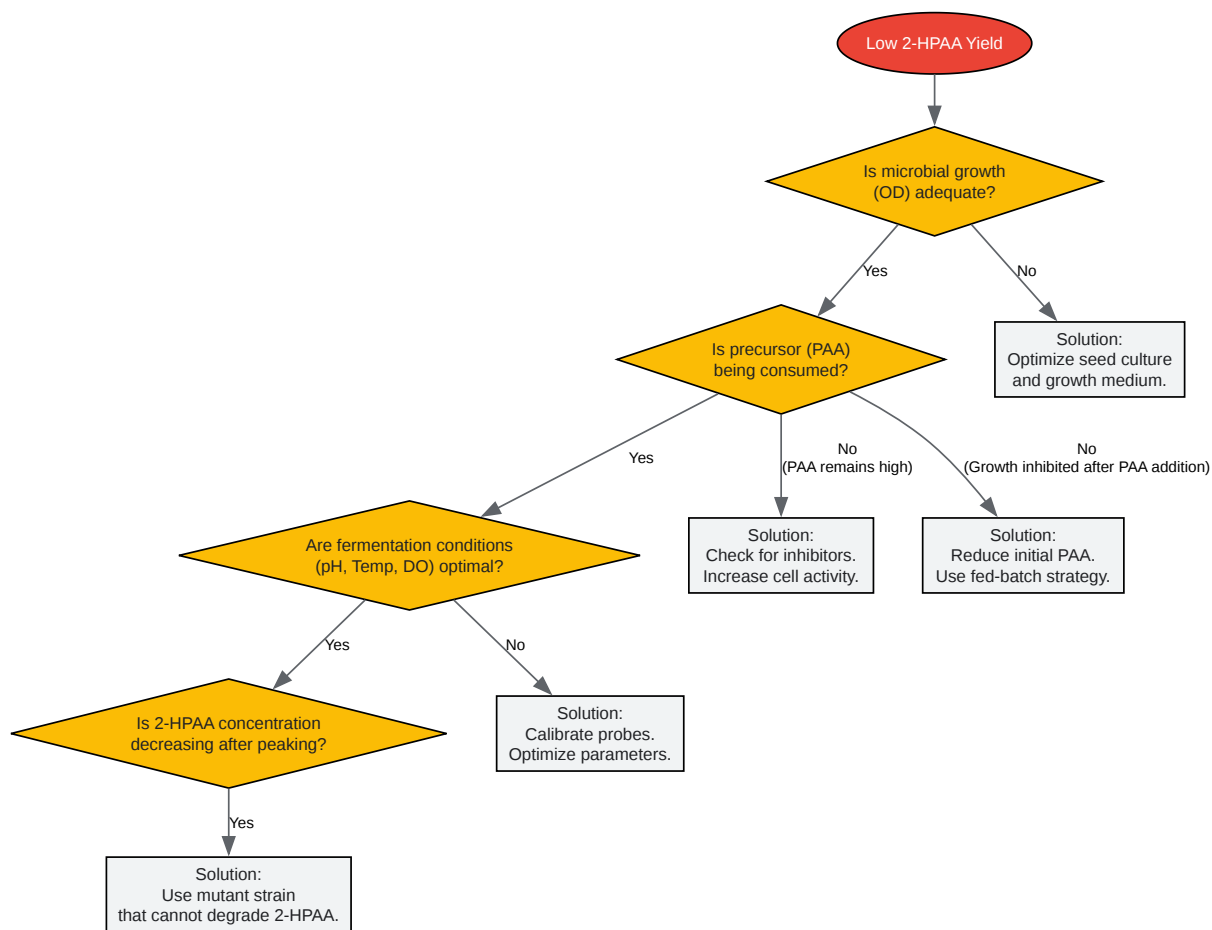 Low 2-HPAA Yield
Is microbial growth
(OD) adequate?
Yes
No
Is precursor (PAA)
being consumed?
Solution:
Optimize seed culture
and growth medium.
Yes
No
(PAA remains high)
No
(Growth inhibited after PAA addition)
Are fermentation conditions
(pH, Temp, DO) optimal?
Solution:
Check for inhibitors.
Increase cell activity.
Solution:
Reduce initial PAA.
Use fed-batch strategy.
Yes
No
Is 2-HPAA concentration
decreasing after peaking?
Solution:
Calibrate probes.
Optimize parameters.
Yes
Solution:
Use mutant strain
that cannot degrade 2-HPAA.